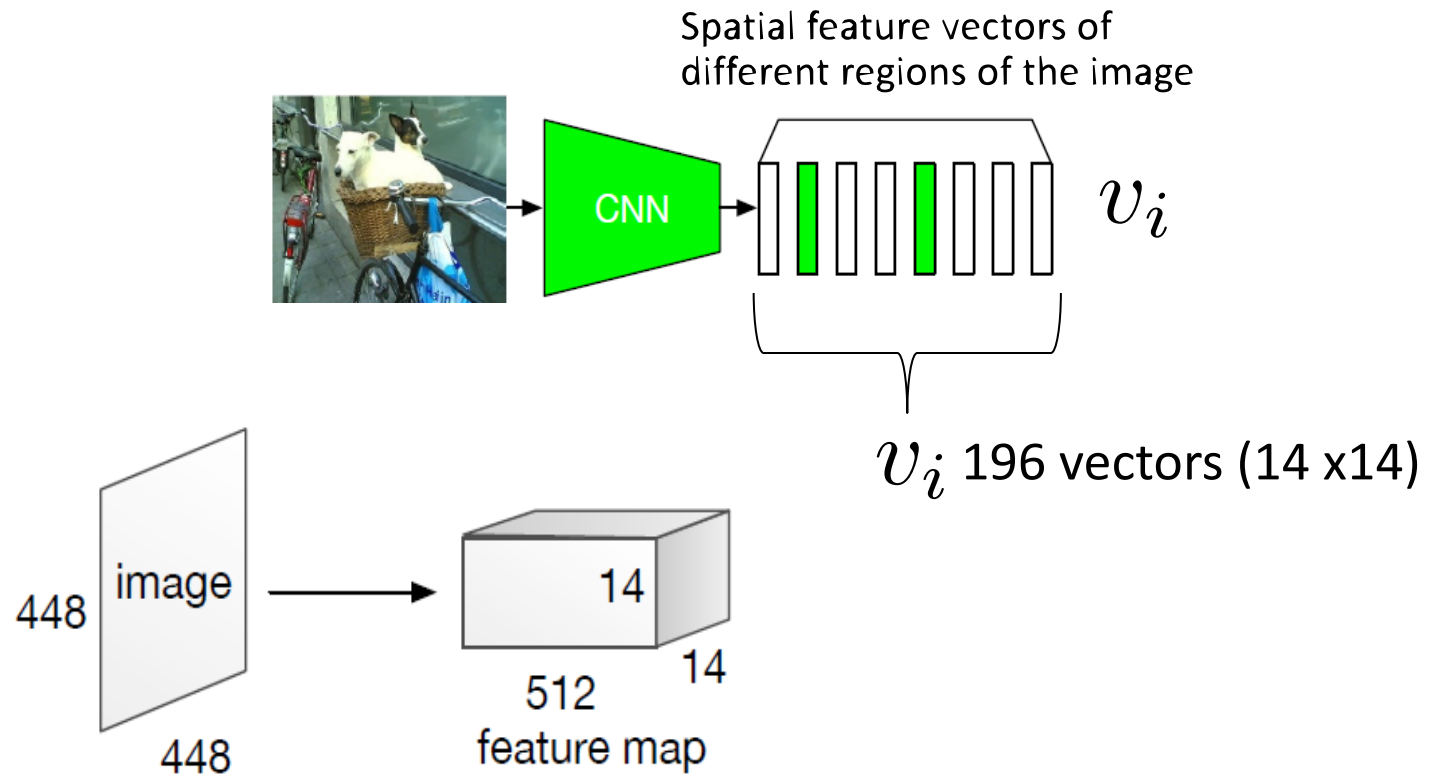 Spatial feature vectors of
different regions of the image
CNN
v_i
v_i 196 vectors (14 x14)
image
448
448
14
14
512
feature map